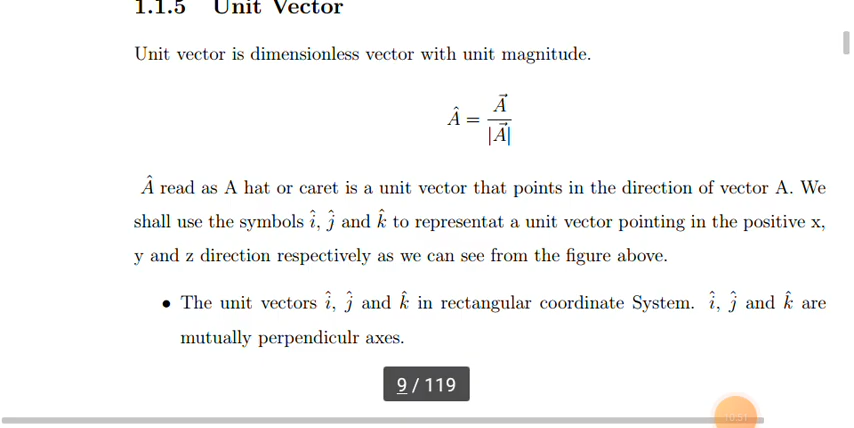 1.1.5 Unit Vector
Unit vector is dimensionless vector with unit magnitude.
Â = A⃗ / |A⃗|
Â read as A hat or caret is a unit vector that points in the direction of vector A. We
shall use the symbols î, ĵ and k̂ to representat a unit vector pointing in the positive x,
y and z direction respectively as we can see from the figure above.
• The unit vectors î, ĵ and k̂ in rectangular coordinate System. î, ĵ and k̂ are
mutually perpendiculr axes.
9 / 119